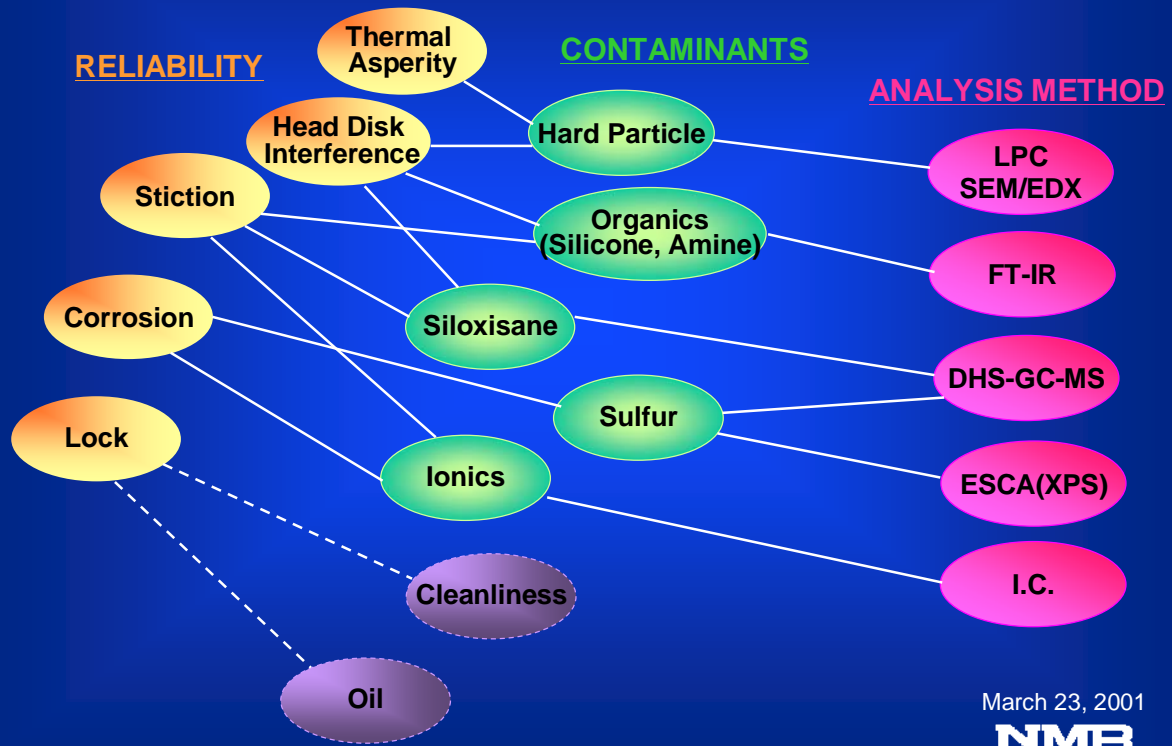 RELIABILITY
CONTAMINANTS
ANALYSIS METHOD
Thermal
Asperity
Head Disk
Interference
Stiction
Corrosion
Lock
Hard Particle
Organics
(Silicone, Amine)
Siloxisane
Sulfur
Ionics
Cleanliness
Oil
LPC
SEM/EDX
FT-IR
DHS-GC-MS
ESCA(XPS)
I.C.
March 23, 2001
NMB